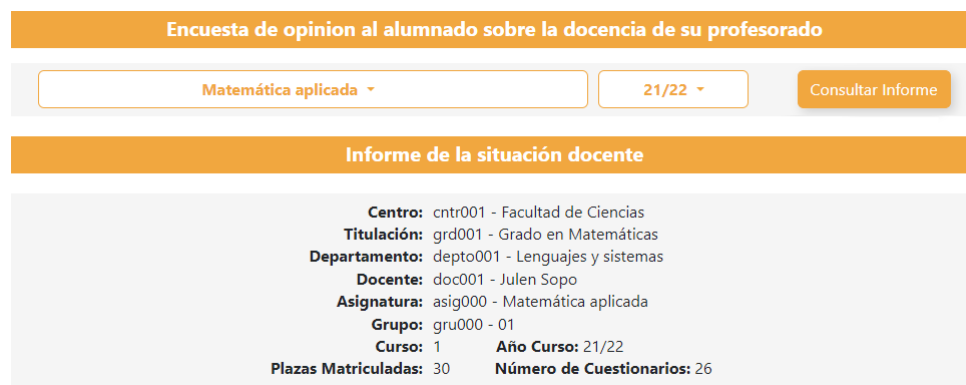 Encuesta de opinion al alumnado sobre la docencia de su profesorado
Matemática aplicada 21/22 Consultar Informe
Informe de la situación docente
Centro: cntr001 - Facultad de Ciencias
Titulación: grd001 - Grado en Matemáticas
Departamento: depto001 - Lenguajes y sistemas
Docente: doc001 - Julen Sopo
Asignatura: asig000 - Matemática aplicada
Grupo: gru000 - 01
Curso: 1 Año Curso: 21/22
Plazas Matriculadas: 30 Número de Cuestionarios: 26